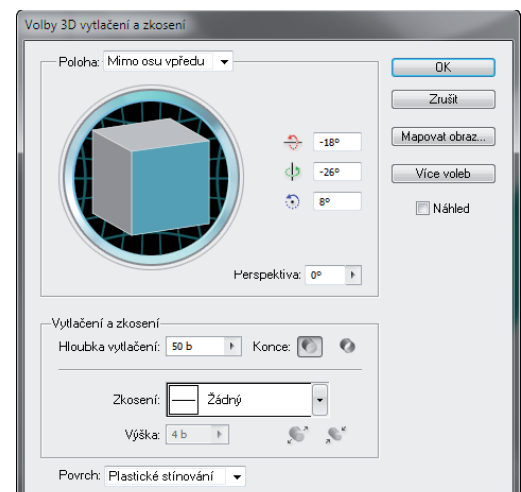 Volby 3D vytlačení a zkosení
Poloha: Mimo osu vpředu
OK
Zrušit
Mapovat obraz...
Více voleb
Náhled
-18°
-26°
8°
Perspektiva: 0°
Vytlačení a zkosení
Hloubka vytlačení: 50 b Konce:
Zkosení: Žádný
Výška: 4 b
Povrch: Plastické stínování